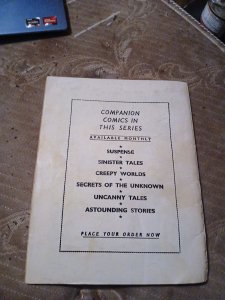 COMPANION
COMICS IN
THIS SERIES
AVAILABLE MONTHLY
SUSPENSE
SINISTER TALES
CREEPY WORLDS
SECRETS OF THE UNKNOWN
UNCANNY TALES
ASTOUNDING STORIES
PLACE YOUR ORDER NOW